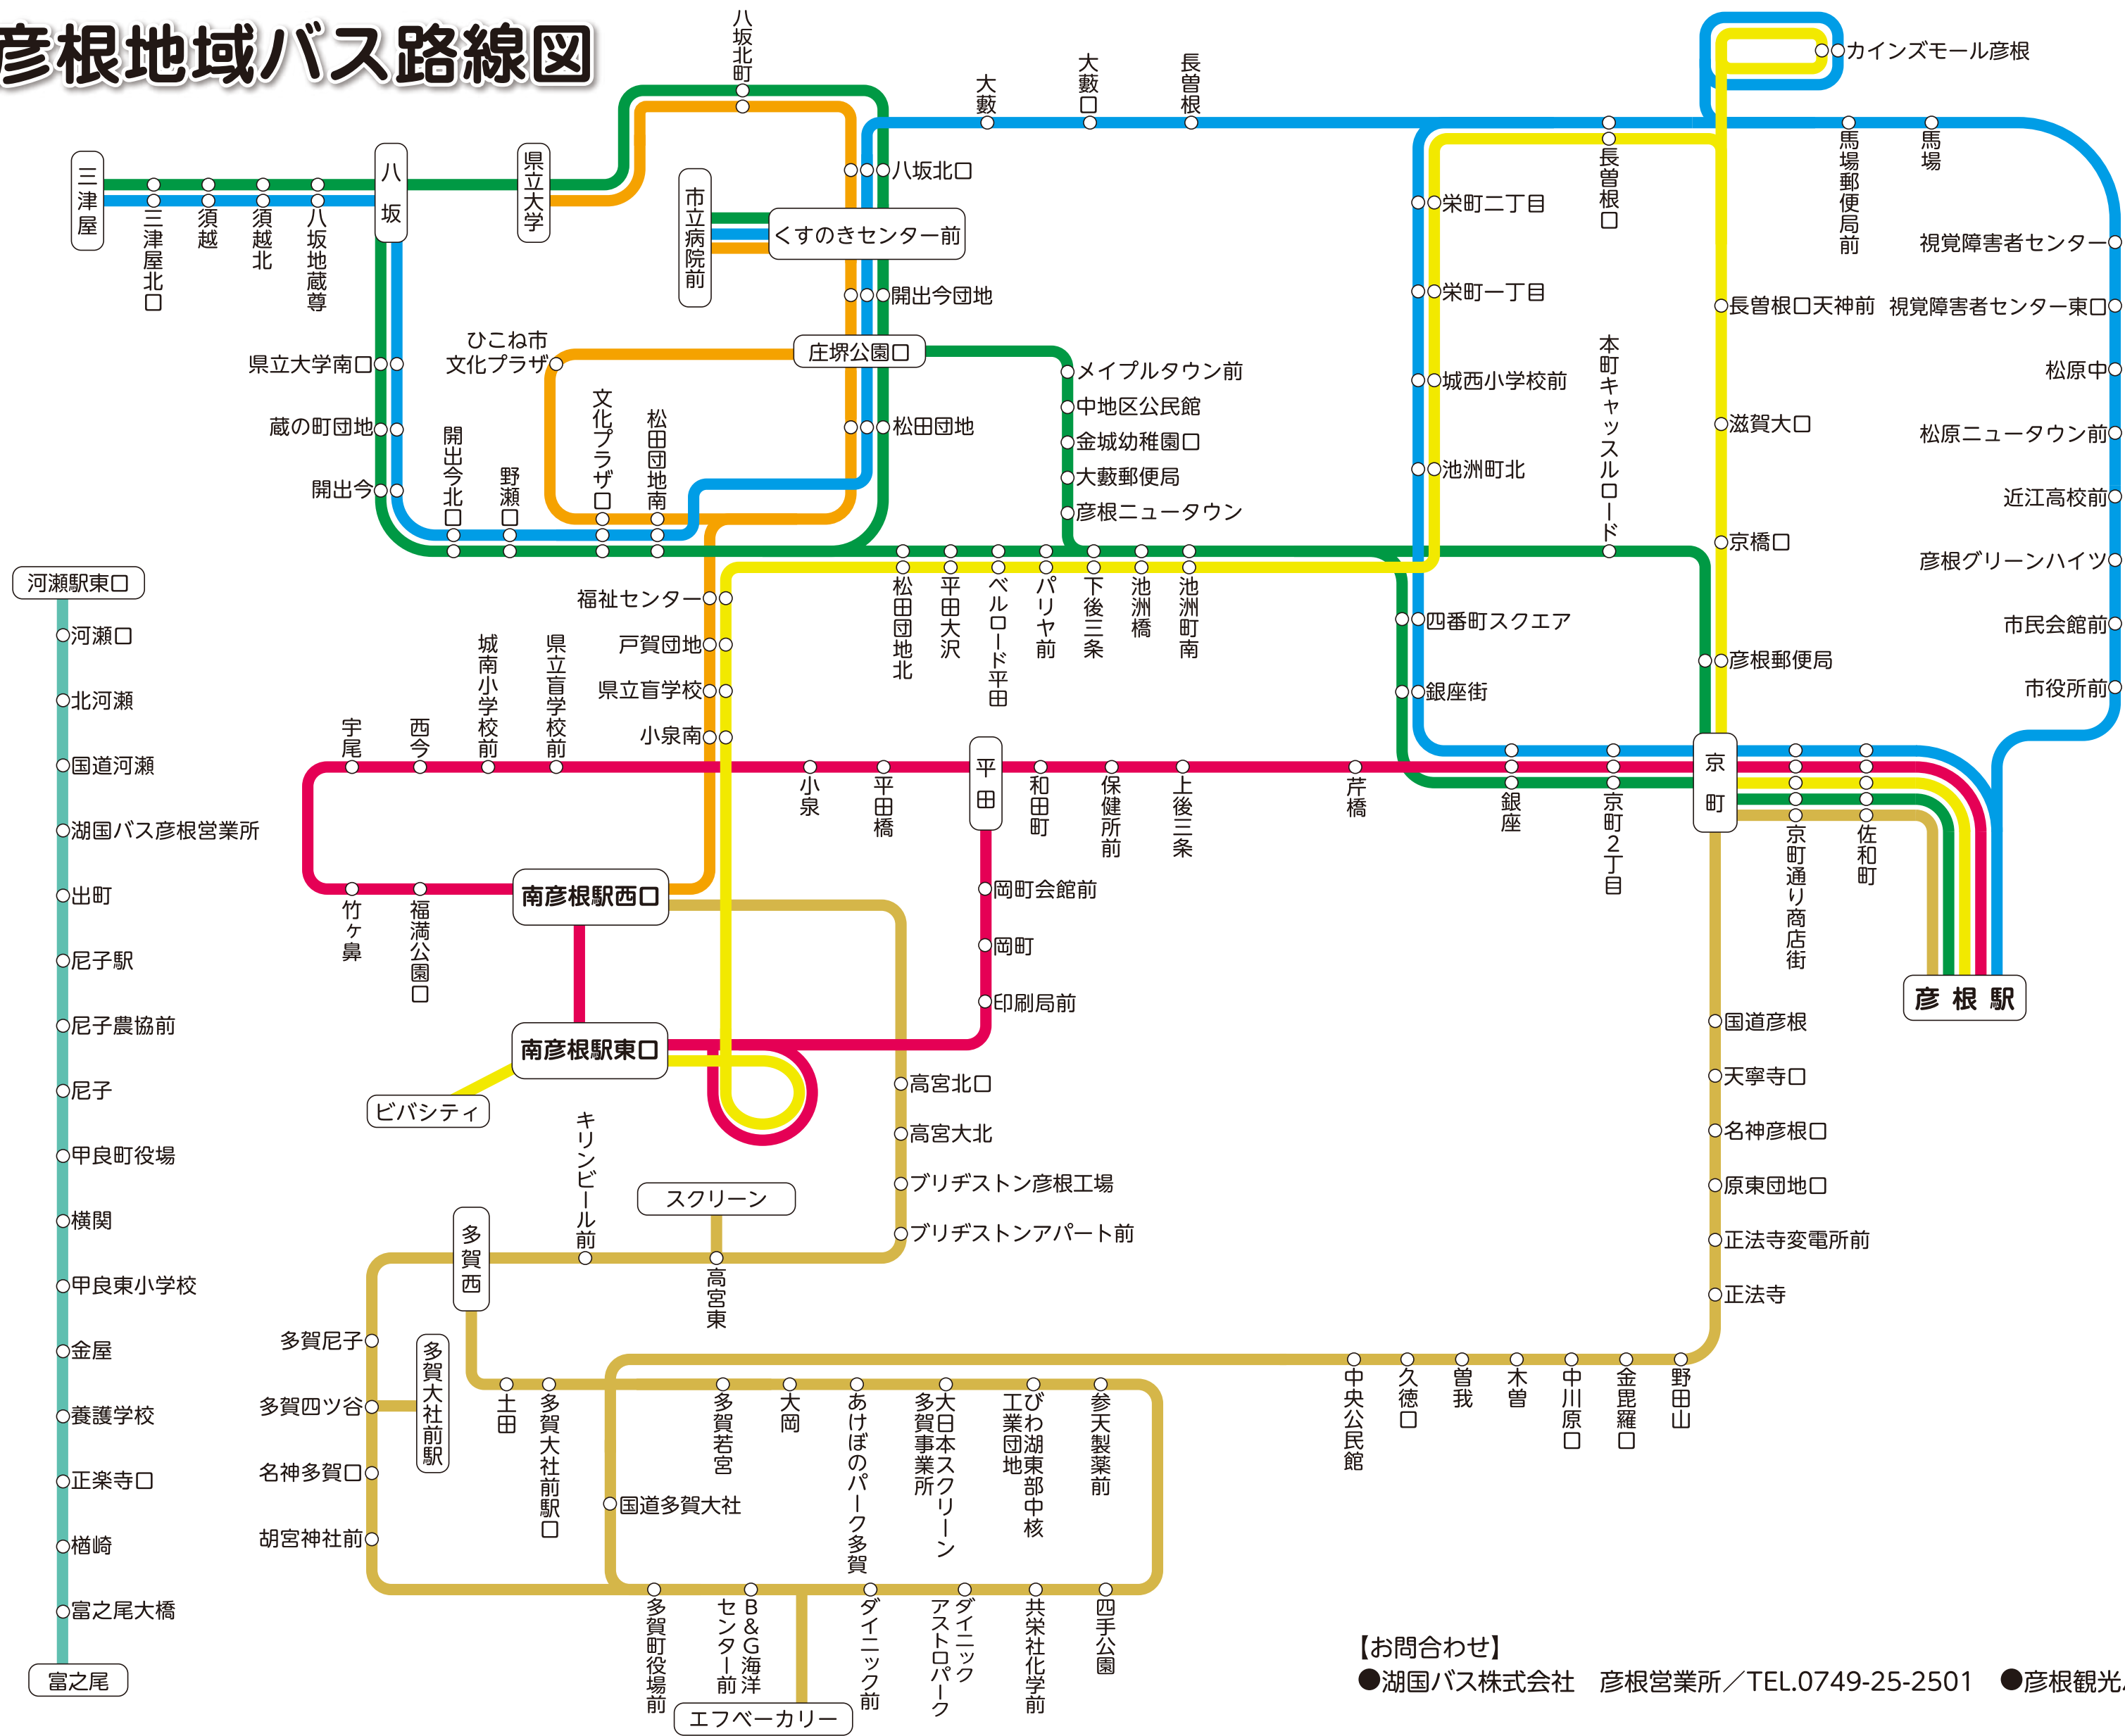 彦根地域バス路線図
八坂北町
大藪
大藪口
長曽根
カインズモール彦根
三津屋
三津屋北口
須越
須越北
八坂地蔵尊
八坂
県立大学
市立病院前
八坂北口
くすのきセンター前
開出今団地
庄堺公園口
松田団地
長曽根口
馬場郵便局前
馬場
栄町二丁目
栄町一丁目
城西小学校前
池洲町北
視覚障害者センター
視覚障害者センター東口
松原中
松原ニュータウン前
近江高校前
彦根グリーンハイツ
市民会館前
市役所前
長曽根口天神前
滋賀大口
京橋口
彦根郵便局
本町キャッスルロード
県立大学南口
蔵の町団地
開出今
開出今北口
野瀬口
ひこね市
文化プラザ
文化プラザ口
松田団地南
メイプルタウン前
中地区公民館
金城幼稚園口
大藪郵便局
彦根ニュータウン
松田団地北
平田大沢
ベルロード平田
パリヤ前
下後三条
池洲橋
池洲町南
四番町スクエア
銀座街
福祉センター
戸賀団地
県立盲学校
小泉南
宇尾
西今
城南小学校前
県立盲学校前
小泉
平田橋
平田
和田町
保健所前
上後三条
芹橋
銀座
京町2丁目
京町
京町通り商店街
佐和町
彦根駅
竹ヶ鼻
福満公園口
南彦根駅西口
南彦根駅東口
ビバシティ
岡町会館前
岡町
印刷局前
高宮北口
高宮大北
ブリヂストン彦根工場
ブリヂストンアパート前
スクリーン
高宮東
キリンビール前
多賀西
多賀尼子
多賀四ツ谷
名神多賀口
胡宮神社前
多賀大社前駅
土田
多賀大社前駅口
多賀若宮
大岡
あけぼのパーク多賀
大日本スクリーン
多賀事業所
びわ湖東部中核
工業団地
参天製薬前
国道多賀大社
多賀町役場前
B&G海洋
センター前
ダイニック前
ダイニック
アストロパーク
共栄社化学前
四手公園
エフベーカリー
国道彦根
天寧寺口
名神彦根口
原東団地口
正法寺変電所前
正法寺
中央公民館
久徳口
曽我
木曽
中川原口
金毘羅口
野田山
河瀬駅東口
河瀬口
北河瀬
国道河瀬
湖国バス彦根営業所
出町
尼子駅
尼子農協前
尼子
甲良町役場
横関
甲良東小学校
金屋
養護学校
正楽寺口
楢崎
富之尾大橋
富之尾
【お問合わせ】
●湖国バス株式会社　彦根営業所／TEL.0749-25-2501　●彦根観光